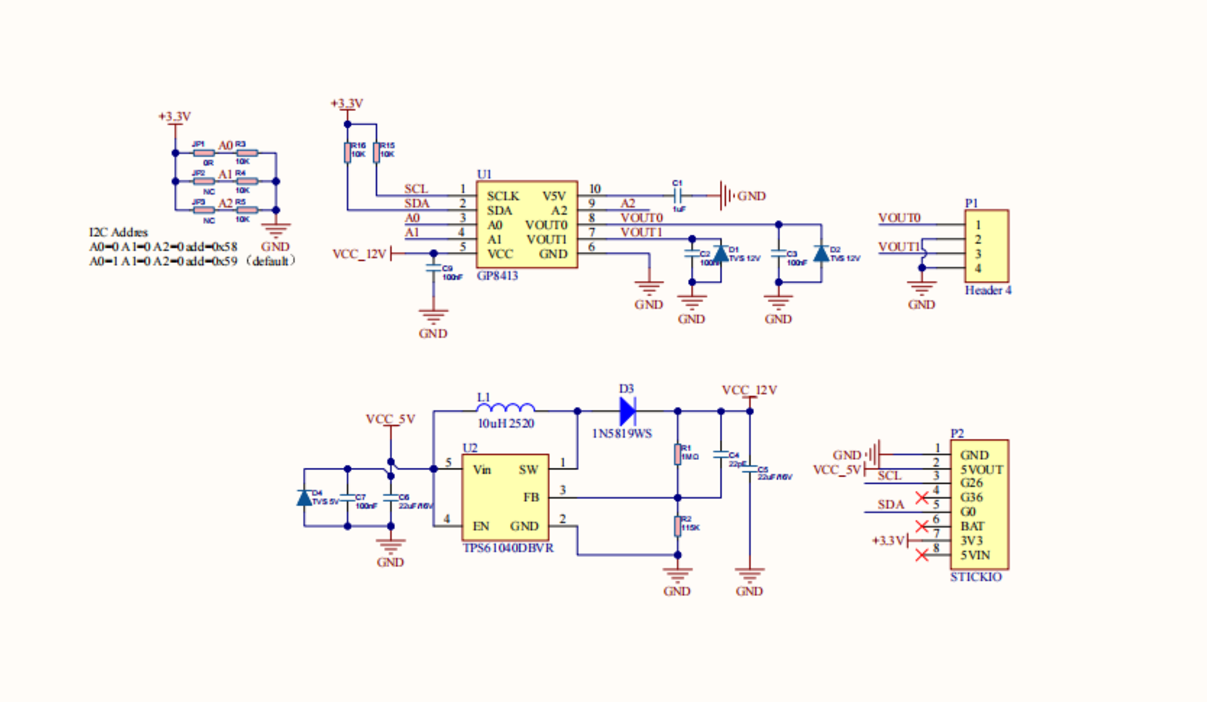 +3.3V
JP1 A0 R3
0R 10K
JP2 A1 R4
NC 10K
JP3 A2 R5
NC 10K
GND
I2C Addres
A0=0 A1=0 A2=0 add=0x58
A0=1 A1=0 A2=0 add=0x59（default）
+3.3V
R16 R15
10K 10K
SCL
SDA
A0
A1
VCC_12V
C9
100nF
GND
U1
1 SCLK V5V 10
2 SDA A2 9
3 A0 VOUT0 8
4 A1 VOUT1 7
5 VCC GND 6
GP8413
C1
1uF
GND
A2
VOUT0
VOUT1
GND
C2 D1
100nF TVS 12V
GND
C3 D2
100nF TVS 12V
GND
VOUT0
VOUT1
GND
P1
1
2
3
4
Header 4
VCC_5V
D4 C7 C6
TVS 5V 100nF 22uF/16V
GND
L1
10uH 2520
U2
5 Vin SW 1
FB 3
4 EN GND 2
TPS61040DBVR
D3
1N5819WS
VCC_12V
R1
1MΩ
C4
22pF
C5
22uF/16V
R2
115K
GND
GND
P2
GND 1 GND
VCC_5V 2 5VOUT
SCL 3 G26
4 G36
SDA 5 G0
6 BAT
+3.3V 7 3V3
8 5VIN
STICKIO